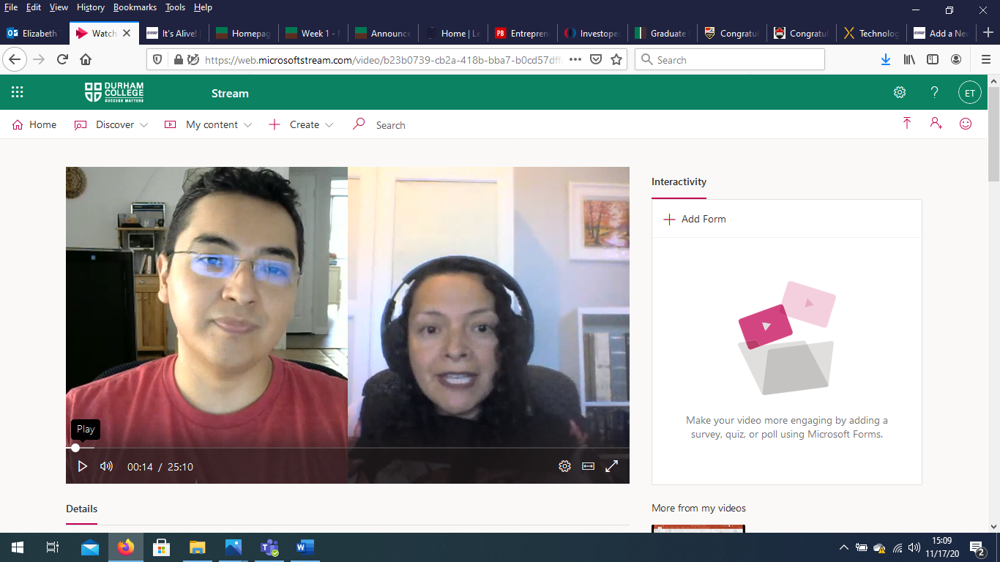 File Edit View History Bookmarks Tools Help
Elizabeth Watch It's Alive! Homepag Week 1 - Announce Home | Le PB Entrepren Investoped Graduate Congratul Congratul Technolog Add a Nev
https://web.microsoftstream.com/video/b23b0739-cb2a-418b-bba7-b0cd57dff Search
DURHAM
COLLEGE
SUCCESS MATTERS
Stream ? ET
Home Discover My content Create Search
Interactivity
Add Form
Make your video more engaging by adding a
survey, quiz, or poll using Microsoft Forms.
Play
00:14 / 25:10
Details
More from my videos
15:09
11/17/20
2